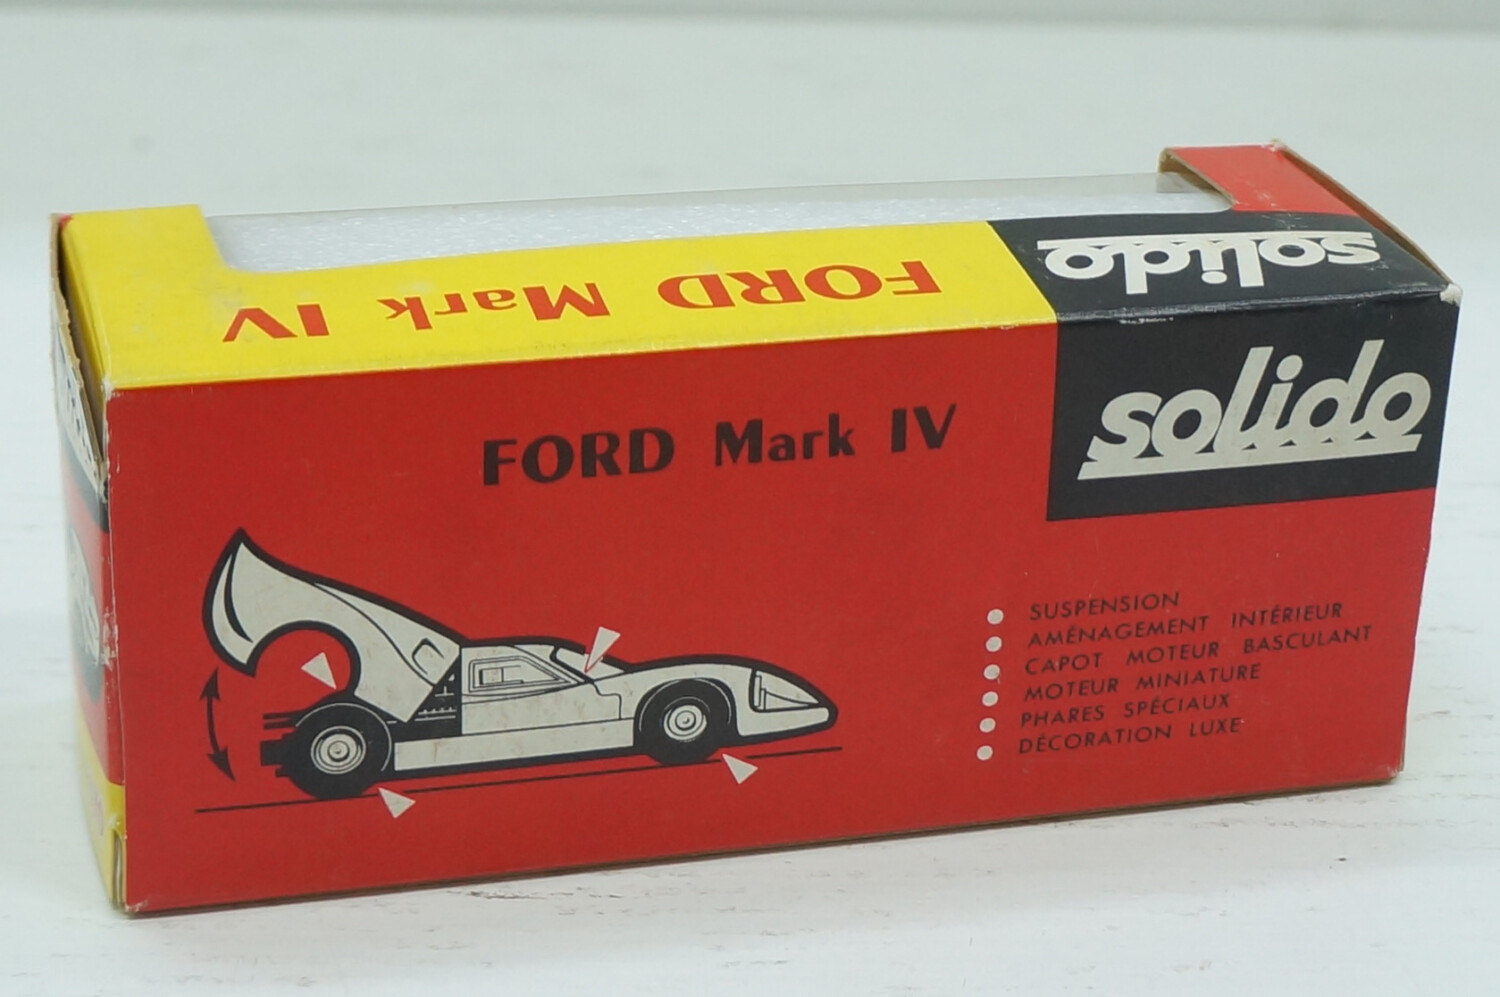 FORD Mark IV
solido
FORD Mark IV
solido
SUSPENSION
AMÉNAGEMENT INTÉRIEUR
CAPOT MOTEUR BASCULANT
MOTEUR MINIATURE
PHARES SPÉCIAUX
DÉCORATION LUXE